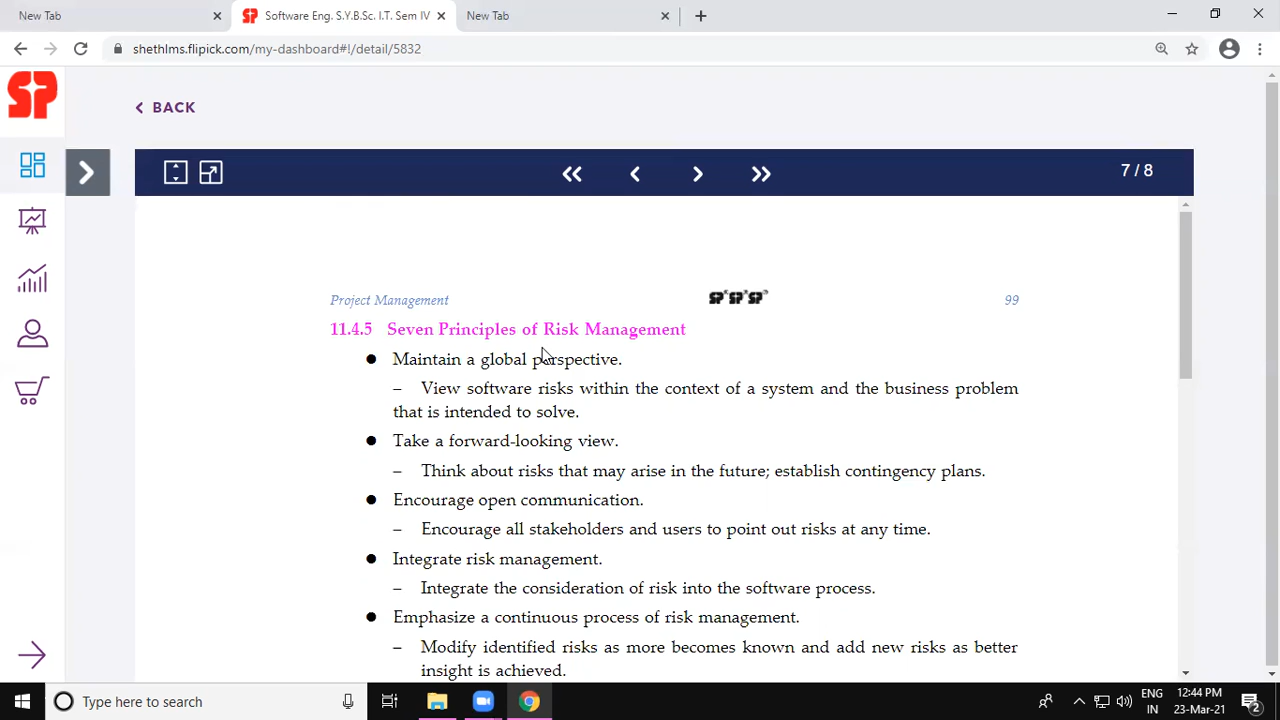 New Tab
Software Eng. S.Y.B.Sc. I.T. Sem IV
New Tab
shethlms.flipick.com/my-dashboard#!/detail/5832
SP
BACK
7 / 8
Project Management
SP SP SP
99
11.4.5 Seven Principles of Risk Management
● Maintain a global perspective.
– View software risks within the context of a system and the business problem
that is intended to solve.
● Take a forward-looking view.
– Think about risks that may arise in the future; establish contingency plans.
● Encourage open communication.
– Encourage all stakeholders and users to point out risks at any time.
● Integrate risk management.
– Integrate the consideration of risk into the software process.
● Emphasize a continuous process of risk management.
– Modify identified risks as more becomes known and add new risks as better
insight is achieved.
Type here to search
ENG
IN
12:44 PM
23-Mar-21
2